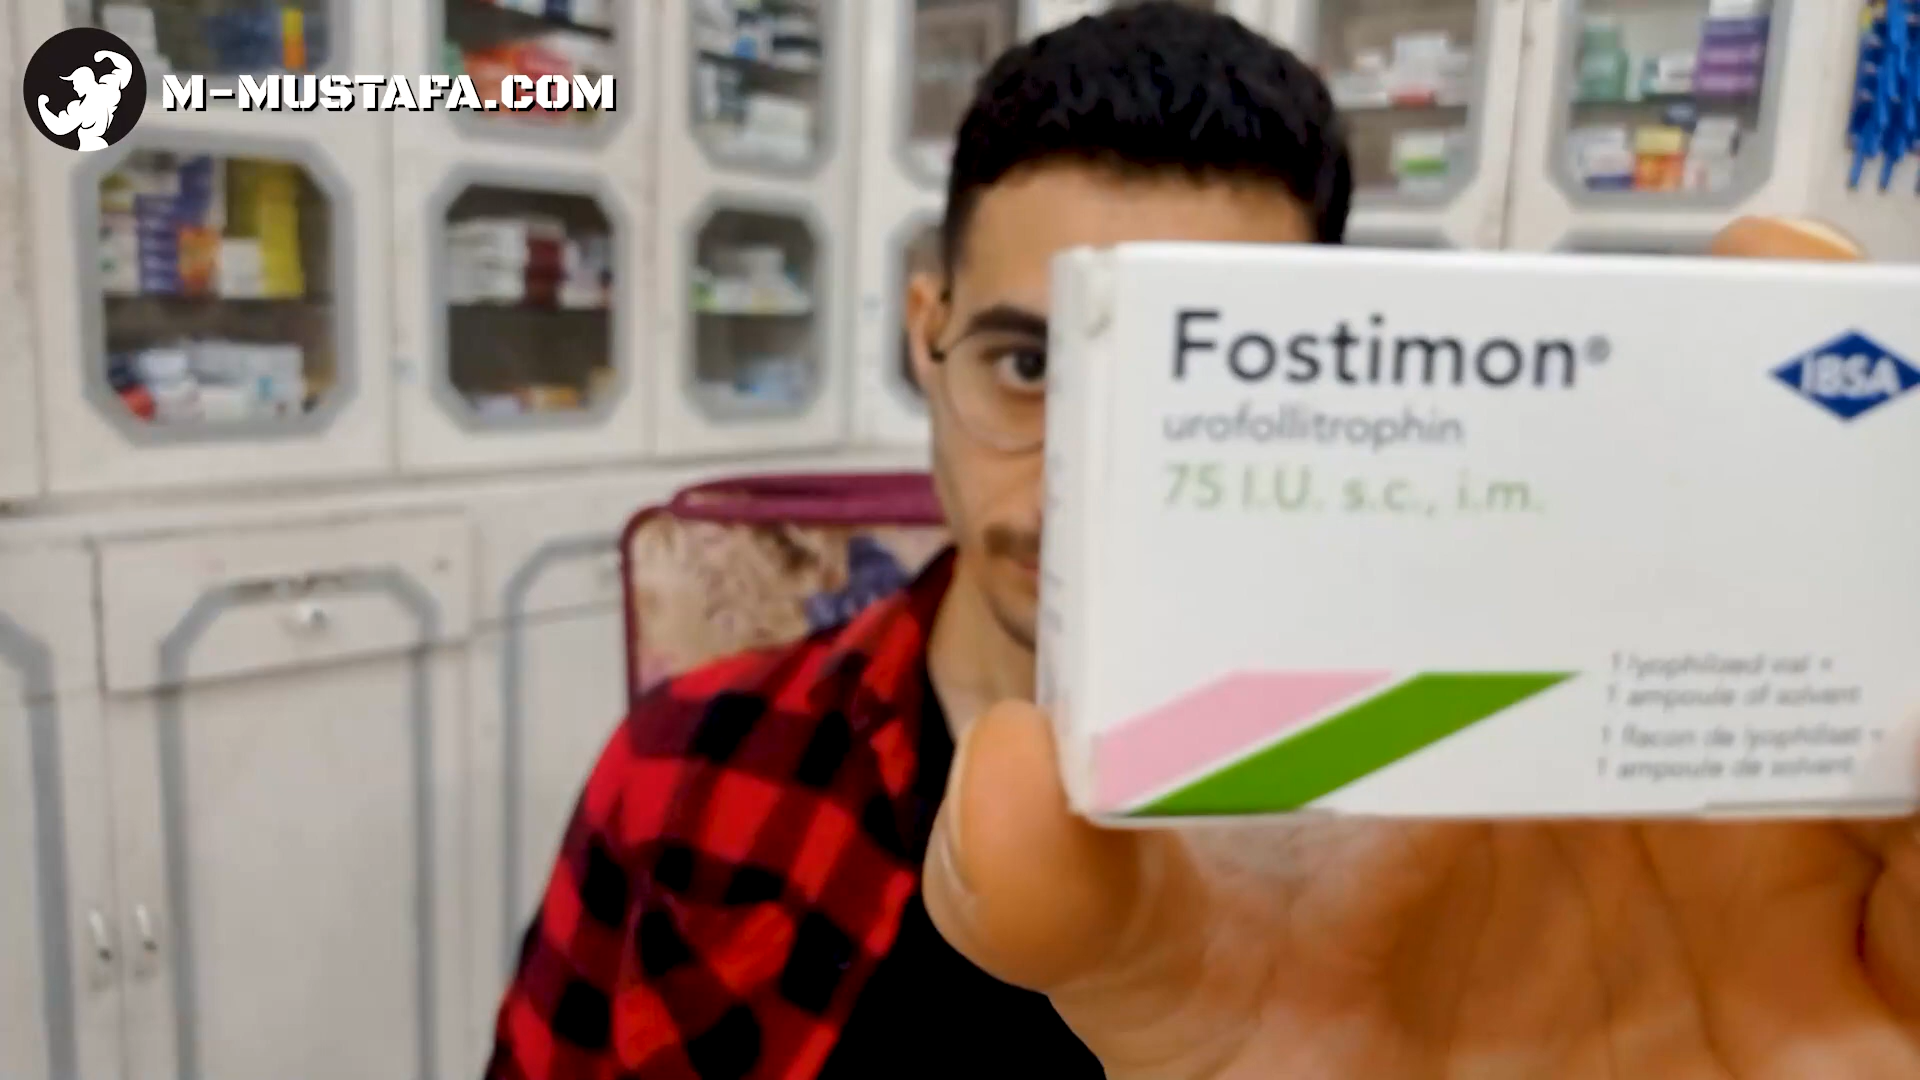 M-MUSTAFA.COM
Fostimon®
IBSA
urofollitrophin
75 I.U. s.c., i.m.
1 lyophilized vial +
1 ampoule of solvent
1 flacon de lyophilisat +
1 ampoule de solvant